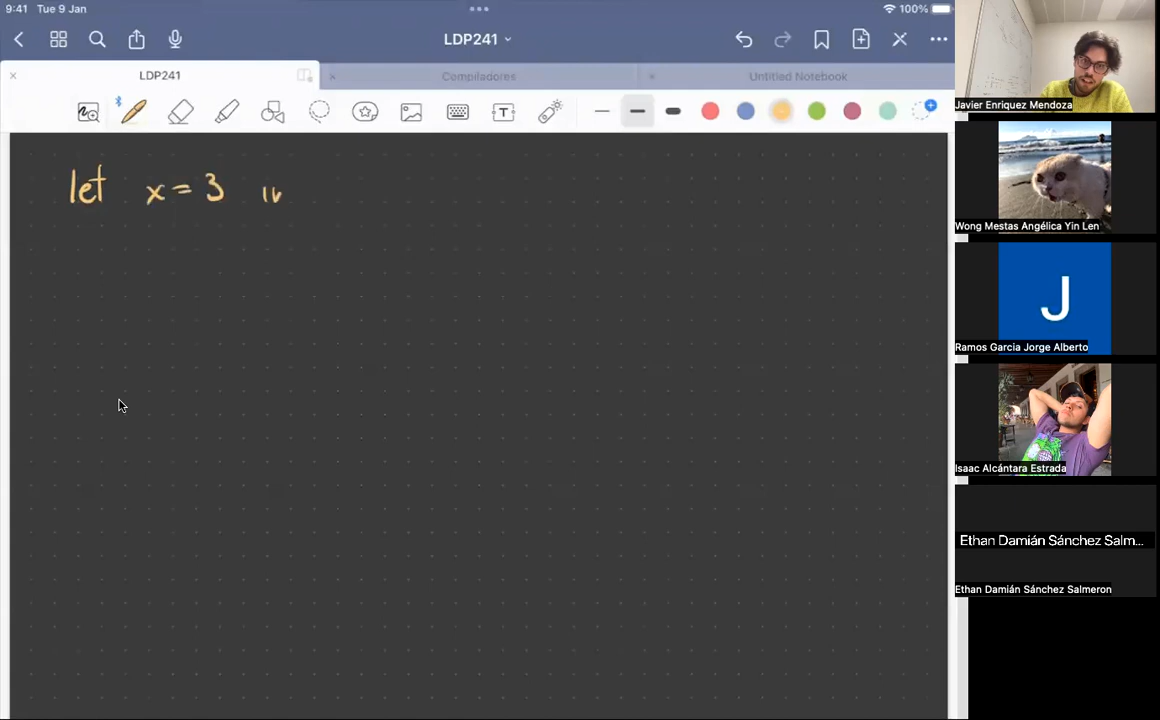 9:41 Tue 9 Jan
100%
LDP241
LDP241
Compiladores
Untitled Notebook
T
let x = 3
Javier Enriquez Mendoza
Wong Mestas Angélica Yin Len
J
Ramos Garcia Jorge Alberto
Isaac Alcántara Estrada
Ethan Damián Sánchez Salm...
Ethan Damián Sánchez Salmeron